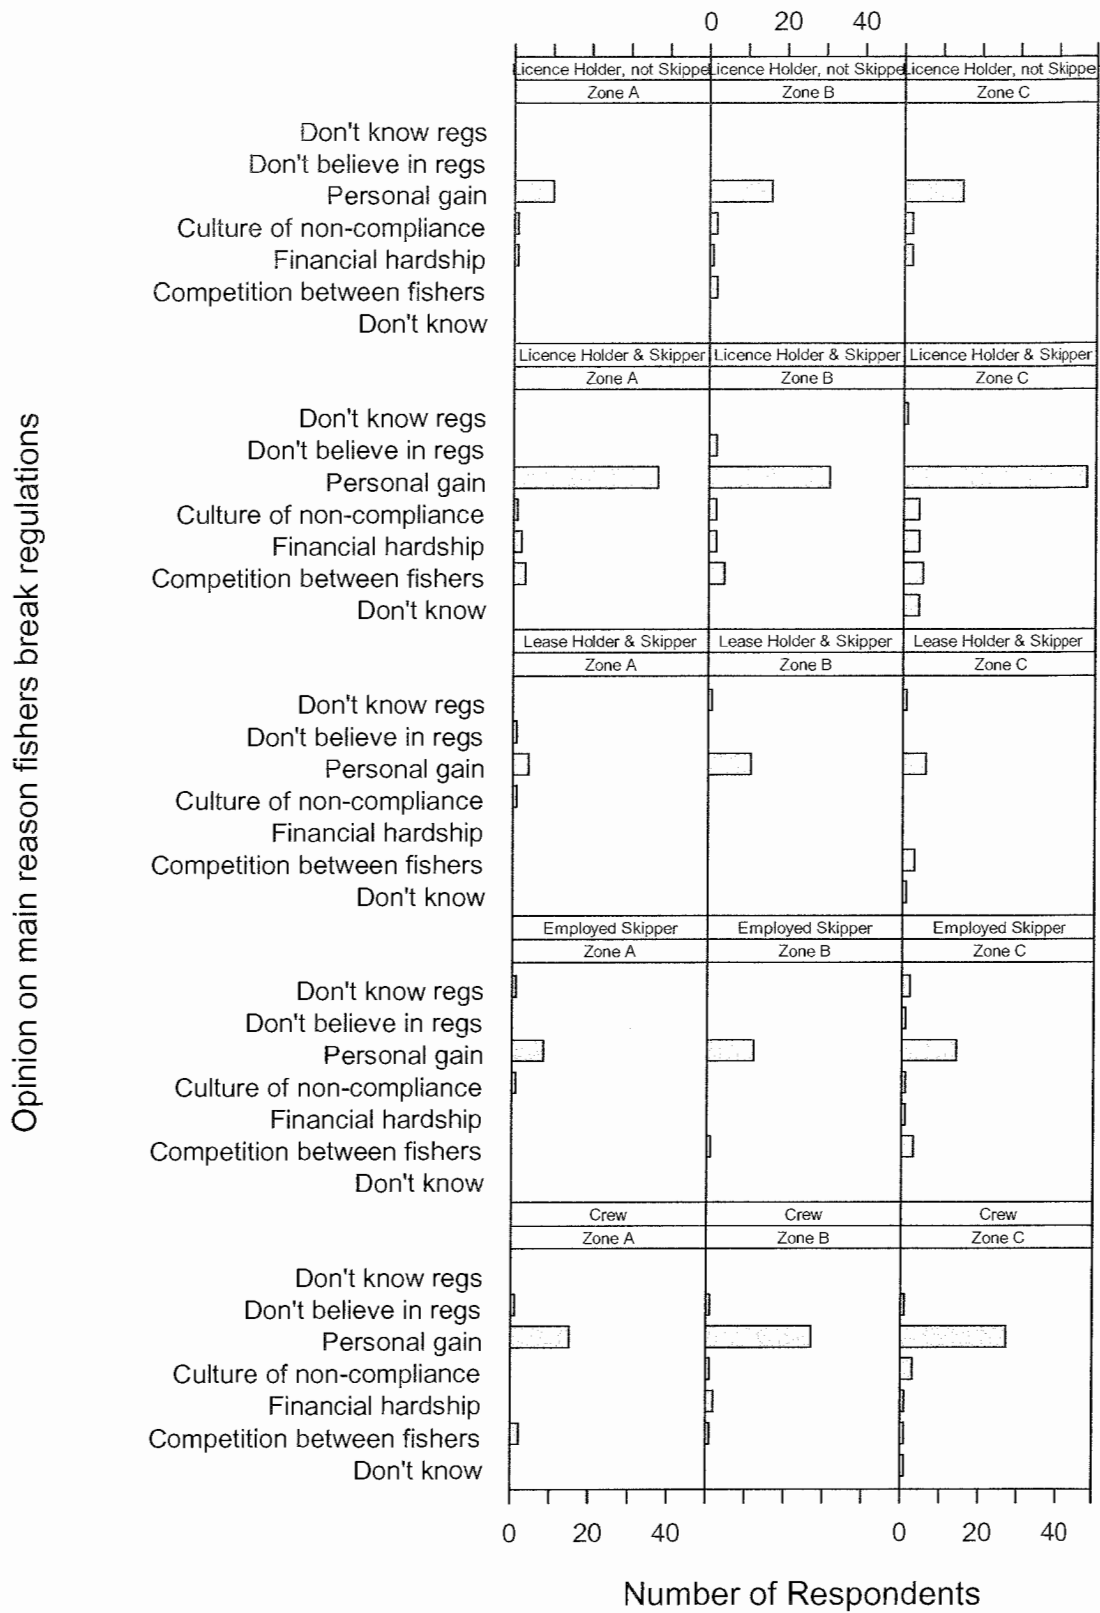 0 20 40
Licence Holder, not Skippe Licence Holder, not Skippe Licence Holder, not Skippe
Zone A Zone B Zone C
Don't know regs
Don't believe in regs
Personal gain
Culture of non-compliance
Financial hardship
Competition between fishers
Don't know
Licence Holder & Skipper Licence Holder & Skipper Licence Holder & Skipper
Zone A Zone B Zone C
Don't know regs
Don't believe in regs
Personal gain
Culture of non-compliance
Financial hardship
Competition between fishers
Don't know
Lease Holder & Skipper Lease Holder & Skipper Lease Holder & Skipper
Zone A Zone B Zone C
Don't know regs
Don't believe in regs
Personal gain
Culture of non-compliance
Financial hardship
Competition between fishers
Don't know
Employed Skipper Employed Skipper Employed Skipper
Zone A Zone B Zone C
Don't know regs
Don't believe in regs
Personal gain
Culture of non-compliance
Financial hardship
Competition between fishers
Don't know
Crew Crew Crew
Zone A Zone B Zone C
Don't know regs
Don't believe in regs
Personal gain
Culture of non-compliance
Financial hardship
Competition between fishers
Don't know
0 20 40 0 20 40
Number of Respondents
Opinion on main reason fishers break regulations